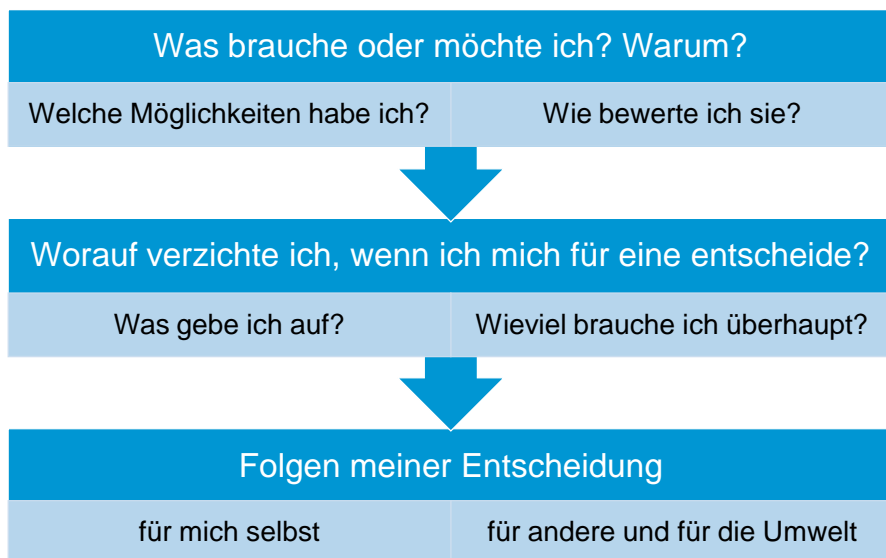 Was brauche oder möchte ich? Warum?
Welche Möglichkeiten habe ich?
Wie bewerte ich sie?
Worauf verzichte ich, wenn ich mich für eine entscheide?
Was gebe ich auf?
Wieviel brauche ich überhaupt?
Folgen meiner Entscheidung
für mich selbst
für andere und für die Umwelt